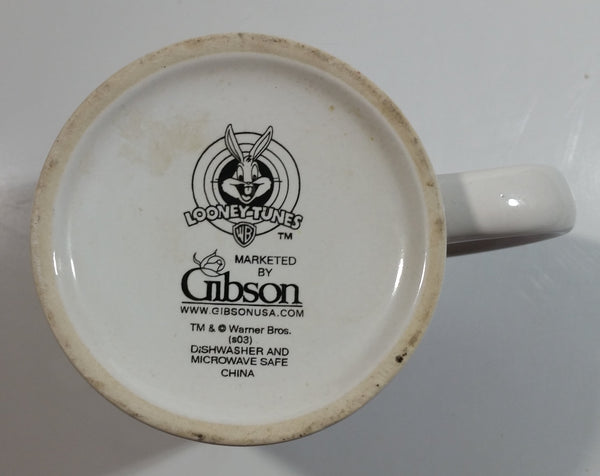 LOONEY TUNES
WB
TM
MARKETED
BY
Gibson
WWW.GIBSONUSA.COM
TM & © Warner Bros.
(s03)
DISHWASHER AND
MICROWAVE SAFE
CHINA